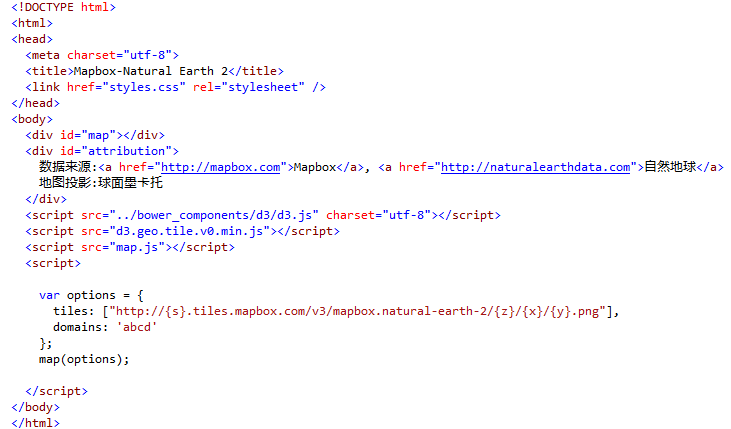 <!DOCTYPE html>
<html>
<head>
  <meta charset="utf-8">
  <title>Mapbox-Natural Earth 2</title>
  <link href="styles.css" rel="stylesheet" />
</head>
<body>
  <div id="map"></div>
  <div id="attribution">
    数据来源:<a href="http://mapbox.com">Mapbox</a>, <a href="http://naturalearthdata.com">自然地球</a>
    地图投影:球面墨卡托
  </div>
  <script src="../bower_components/d3/d3.js" charset="utf-8"></script>
  <script src="d3.geo.tile.v0.min.js"></script>
  <script src="map.js"></script>
  <script>

    var options = {
      tiles: ["http://{s}.tiles.mapbox.com/v3/mapbox.natural-earth-2/{z}/{x}/{y}.png"],
      domains: 'abcd'
    };
    map(options);

  </script>
</body>
</html>